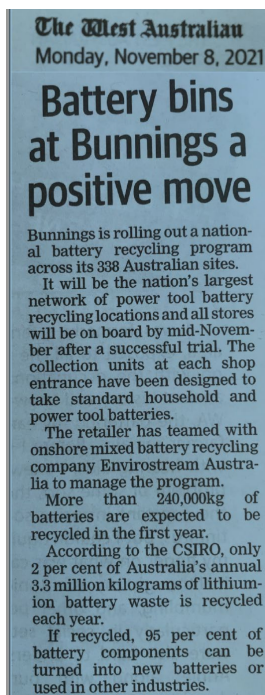 The West Australian
Monday, November 8, 2021
Battery bins
at Bunnings a
positive move
Bunnings is rolling out a nation-
al battery recycling program
across its 338 Australian sites.
It will be the nation's largest
network of power tool battery
recycling locations and all stores
will be on board by mid-Novem-
ber after a successful trial. The
collection units at each shop
entrance have been designed to
take standard household and
power tool batteries.
The retailer has teamed with
onshore mixed battery recycling
company Envirostream Austra-
lia to manage the program.
More than 240,000kg of
batteries are expected to be
recycled in the first year.
According to the CSIRO, only
2 per cent of Australia's annual
3.3 million kilograms of lithium-
ion battery waste is recycled
each year.
If recycled, 95 per cent of
battery components can be
turned into new batteries or
used in other industries.